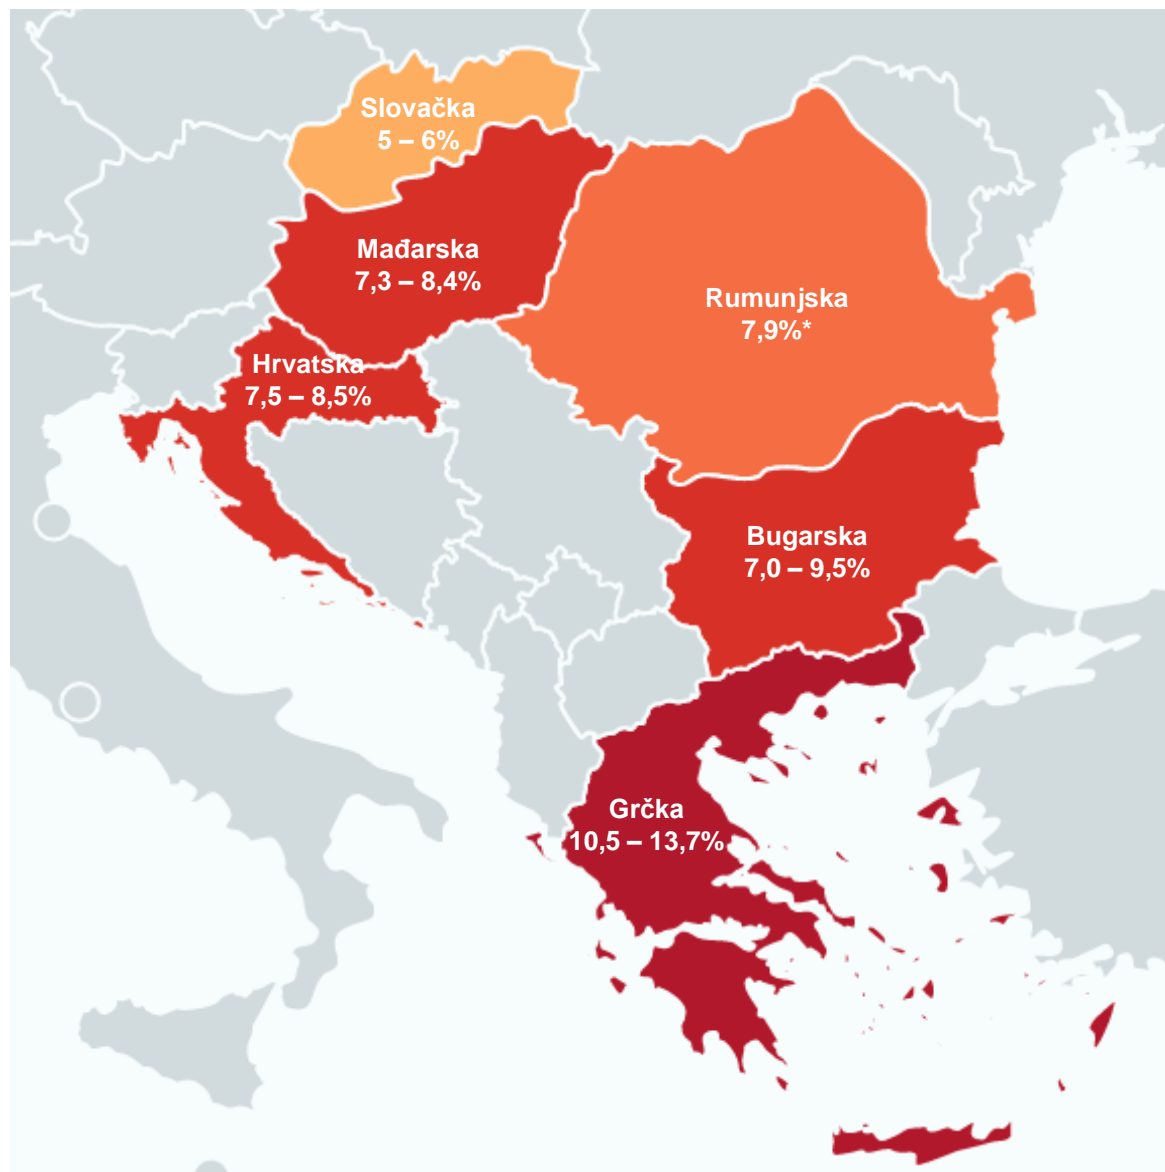 Slovačka
5 – 6%
Mađarska
7,3 – 8,4%
Rumunjska
7,9%*
Hrvatska
7,5 – 8,5%
Bugarska
7,0 – 9,5%
Grčka
10,5 – 13,7%